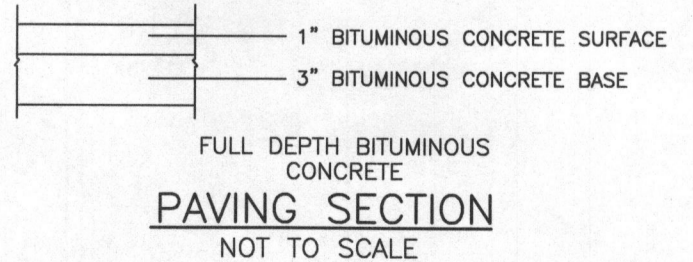 1" BITUMINOUS CONCRETE SURFACE
3" BITUMINOUS CONCRETE BASE
FULL DEPTH BITUMINOUS
CONCRETE
PAVING SECTION
NOT TO SCALE